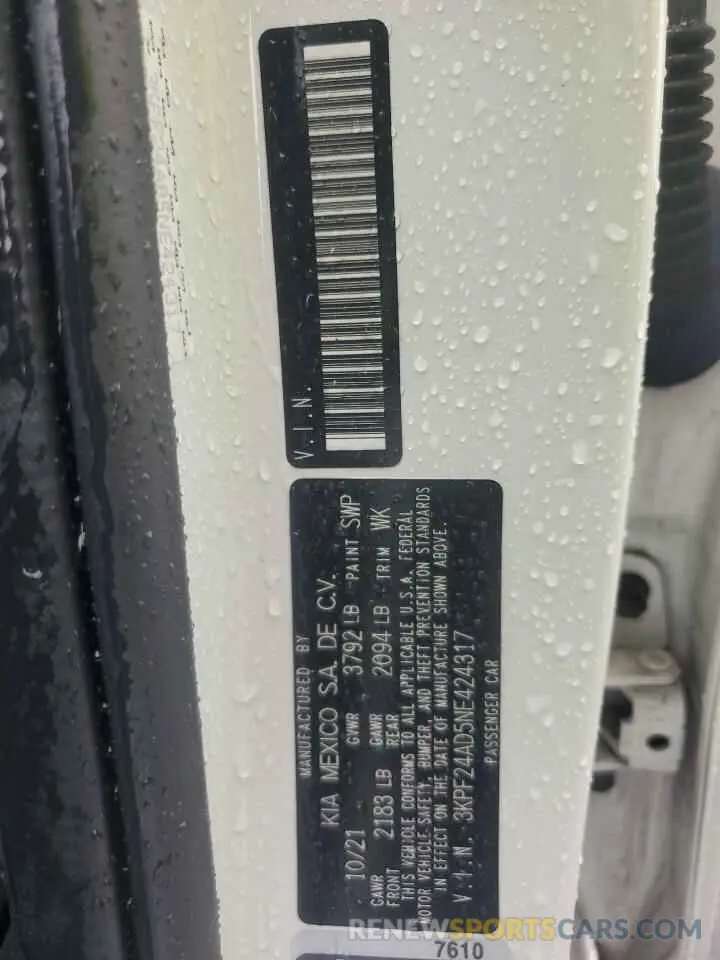 V.I.N.
MANUFACTURED BY
KIA MEXICO S.A. DE C.V.
10/21 GVWR 3792 LB PAINT SWP
GAWR FRONT 2183 LB GAWR REAR 2094 LB TRIM WK
THIS VEHICLE CONFORMS TO ALL APPLICABLE U.S.A. FEDERAL
MOTOR VEHICLE SAFETY, BUMPER, AND THEFT PREVENTION STANDARDS
IN EFFECT ON THE DATE OF MANUFACTURE SHOWN ABOVE.
V.I.N. 3KPF24AD5NE424317
PASSENGER CAR
7610
RENEWSPORTSCARS.COM